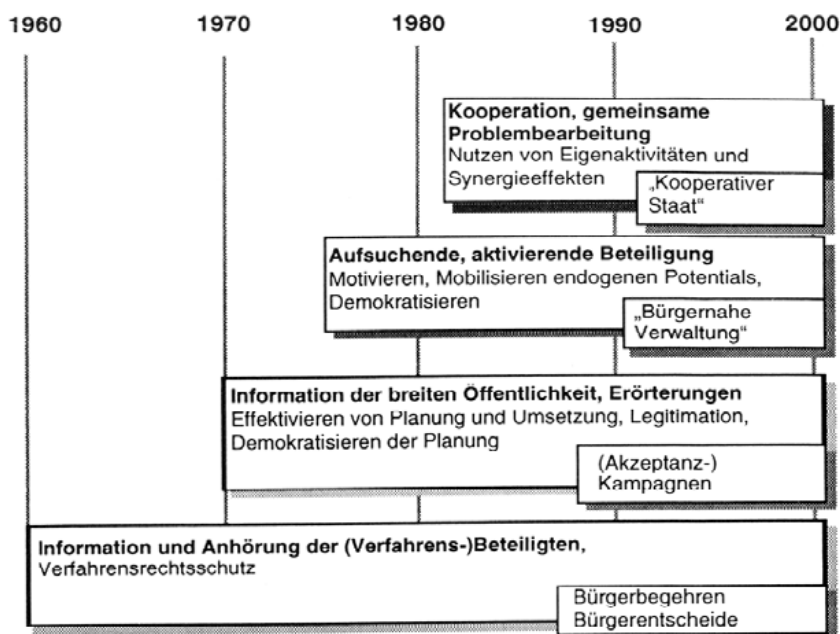 1960 1970 1980 1990 2000
Kooperation, gemeinsame
Problembearbeitung
Nutzen von Eigenaktivitäten und
Synergieeffekten
„Kooperativer
Staat“
Aufsuchende, aktivierende Beteiligung
Motivieren, Mobilisieren endogenen Potentials,
Demokratisieren
„Bürgernahe
Verwaltung“
Information der breiten Öffentlichkeit, Erörterungen
Effektivieren von Planung und Umsetzung, Legitimation,
Demokratisieren der Planung
(Akzeptanz-)
Kampagnen
Information und Anhörung der (Verfahrens-)Beteiligten,
Verfahrensrechtsschutz
Bürgerbegehren
Bürgerentscheide